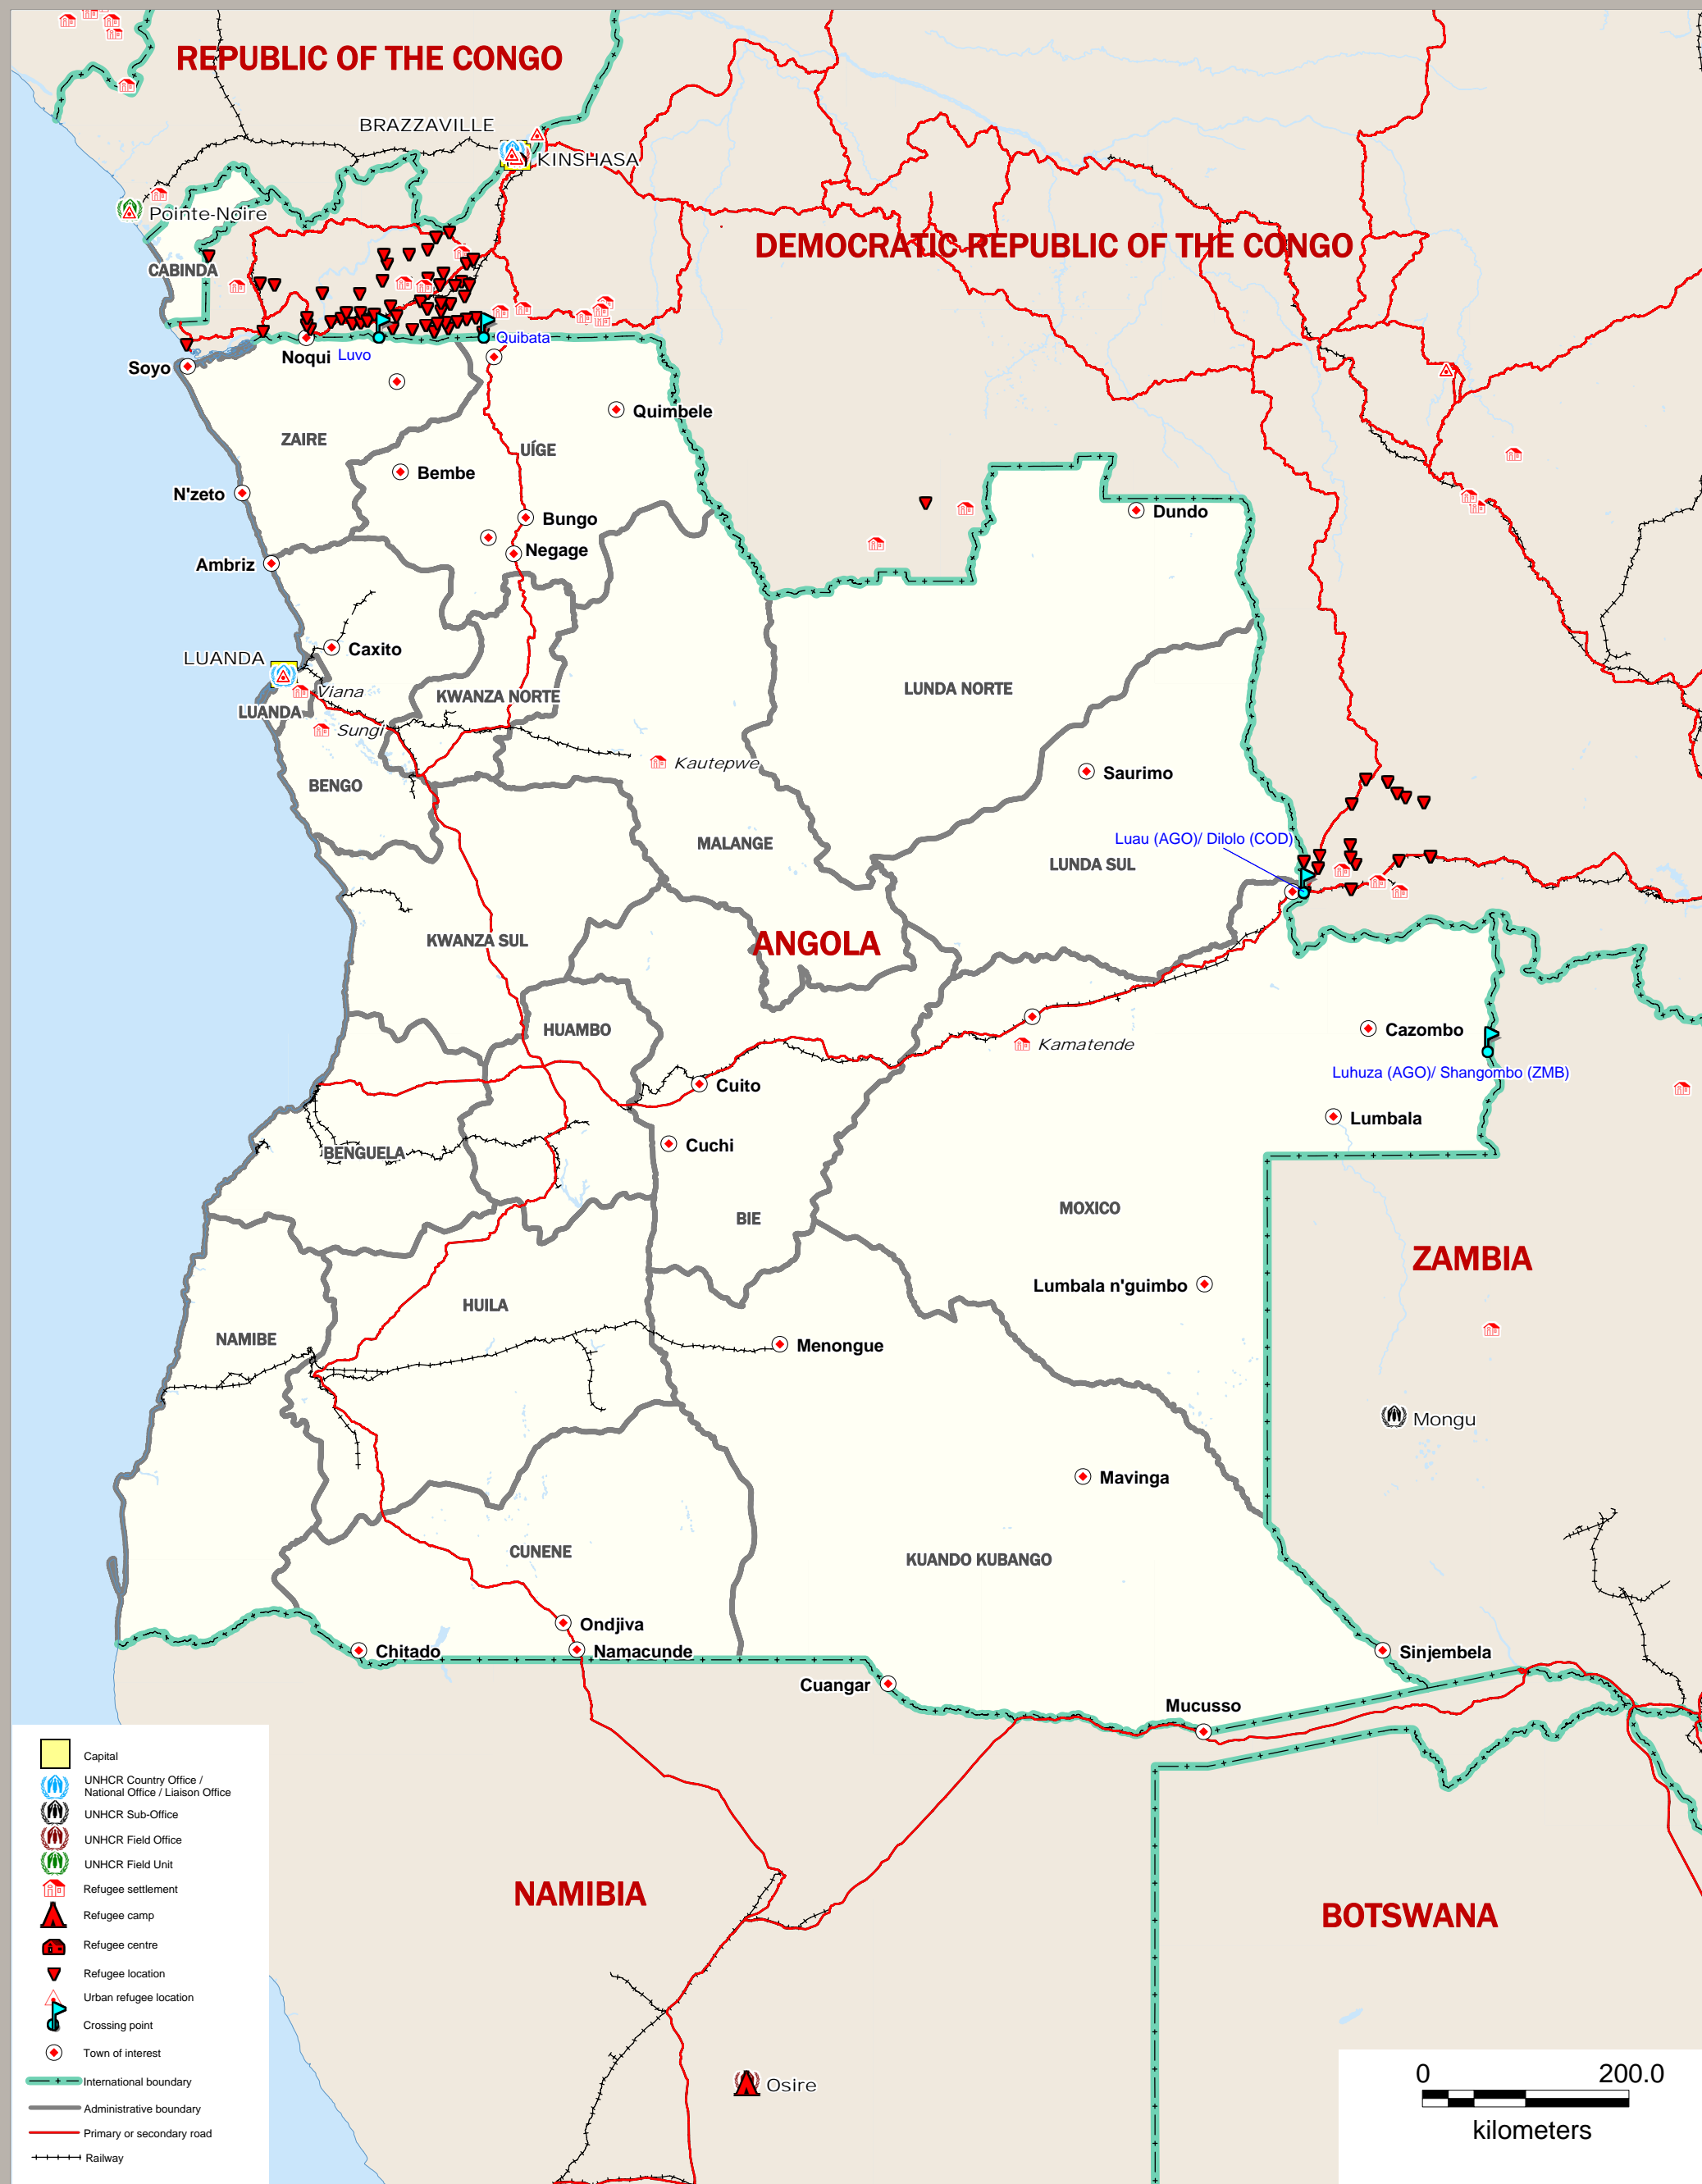 REPUBLIC OF THE CONGO
BRAZZAVILLE
KINSHASA
Pointe-Noire
DEMOCRATIC REPUBLIC OF THE CONGO
CABINDA
Quibata
Noqui
Luvo
Soyo
Quimbele
ZAIRE
UÍGE
Bembe
N'zeto
Bungo
Dundo
Negage
Ambriz
Caxito
LUANDA
Viana
LUNDA NORTE
KWANZA NORTE
LUANDA
Sungi
Kautepwe
Saurimo
BENGO
Luau (AGO)/ Dilolo (COD)
MALANGE
LUNDA SUL
KWANZA SUL
ANGOLA
HUAMBO
Cazombo
Kamatende
Luhuza (AGO)/ Shangombo (ZMB)
Cuito
Lumbala
Cuchi
BENGUELA
MOXICO
BIE
ZAMBIA
Lumbala n'guimbo
HUILA
NAMIBE
Menongue
Mongu
Mavinga
CUNENE
KUANDO KUBANGO
Ondjiva
Chitado
Namacunde
Sinjembela
Cuangar
Mucusso
NAMIBIA
BOTSWANA
Osire
Capital
UNHCR Country Office /
National Office / Liaison Office
UNHCR Sub-Office
UNHCR Field Office
UNHCR Field Unit
Refugee settlement
Refugee camp
Refugee centre
Refugee location
Urban refugee location
Crossing point
Town of interest
International boundary
Administrative boundary
Primary or secondary road
Railway
0 200.0
kilometers